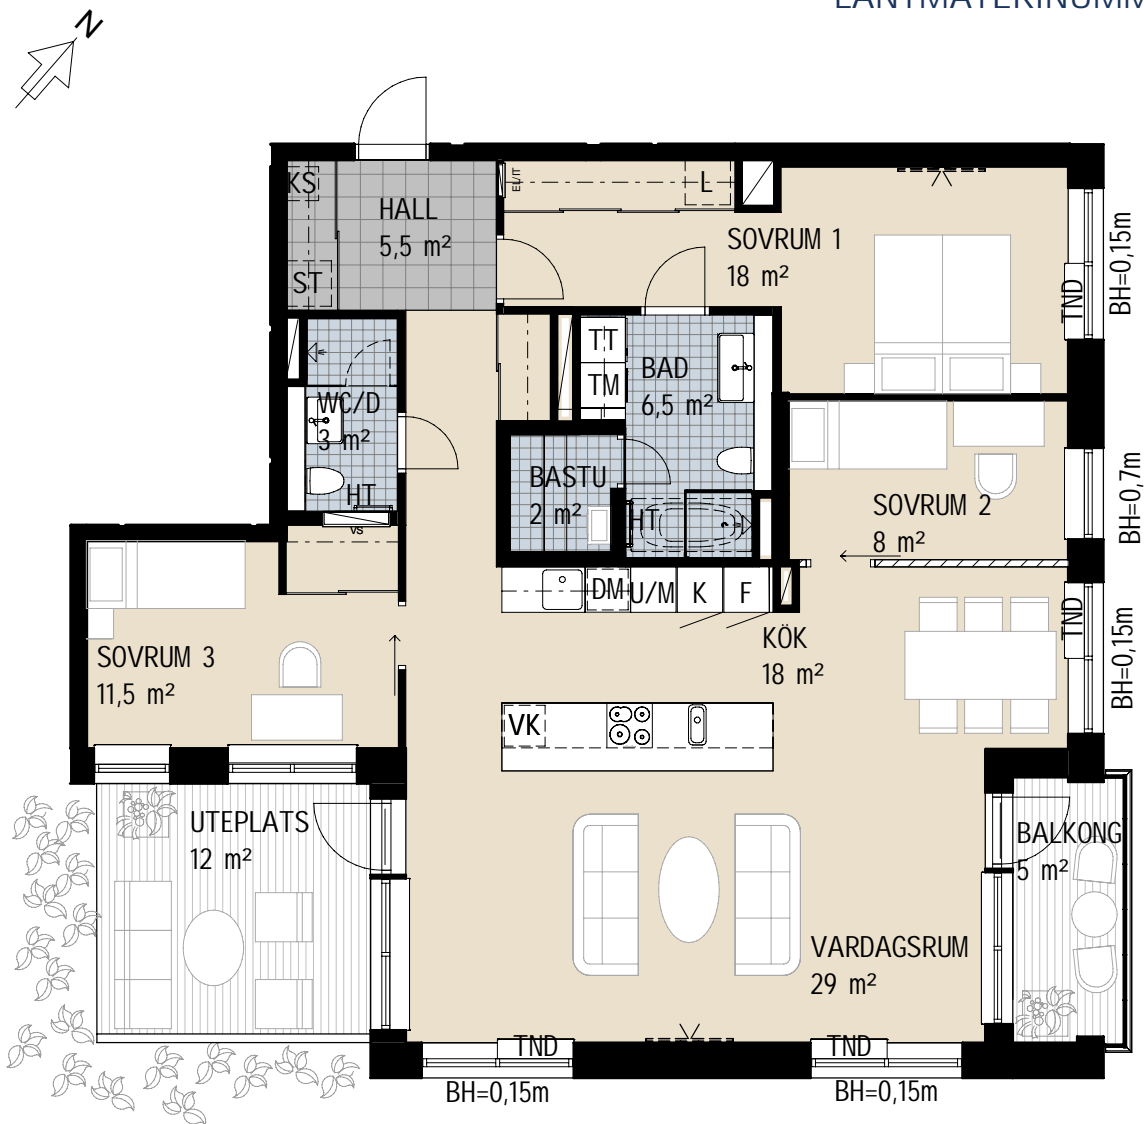 LANTMÄTERINUMM
N
KS
HALL
5,5 m²
EL/IT
L
SOVRUM 1
18 m²
BH=0,15m
ST
TND
TT
TM
BAD
6,5 m²
WC/D
3 m²
HT
VS
BASTU
2 m²
HT
SOVRUM 2
8 m²
BH=0,7m
DM
U/M
K
F
TND
BH=0,15m
KÖK
18 m²
SOVRUM 3
11,5 m²
VK
UTEPLATS
12 m²
BALKONG
5 m²
VARDAGSRUM
29 m²
TND
TND
BH=0,15m
BH=0,15m